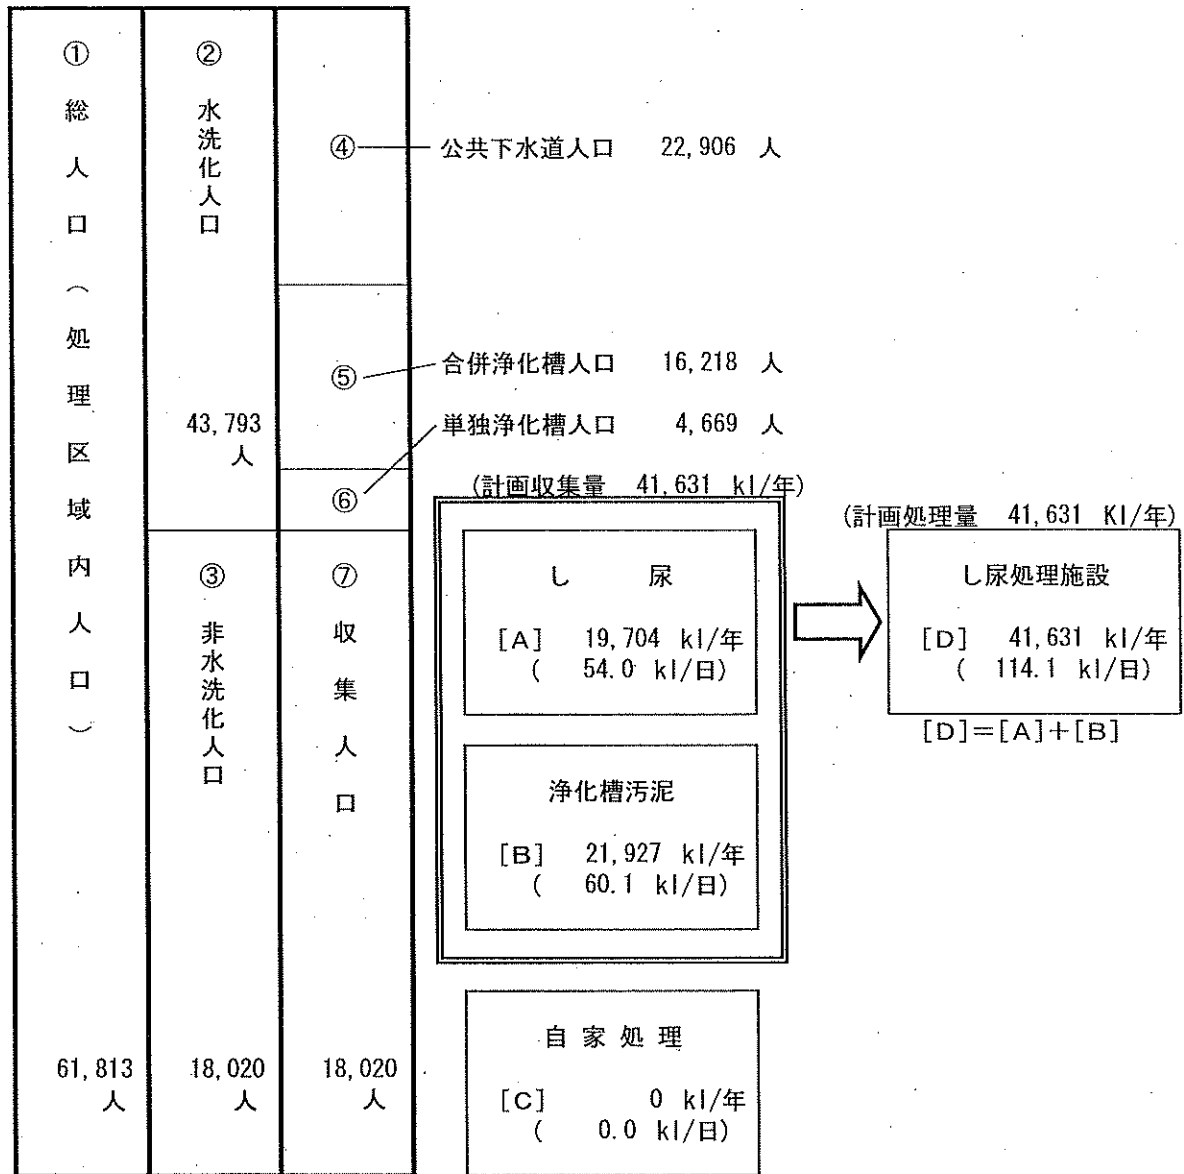 ①
総人口（処理区域内人口）
61,813
人
②
水洗化人口
43,793
人
③
非水洗化人口
18,020
人
④
公共下水道人口 22,906 人
⑤
合併浄化槽人口 16,218 人
⑥
単独浄化槽人口 4,669 人
⑦
収集人口
18,020
人
(計画収集量 41,631 kl/年)
し 尿
[A] 19,704 kl/年
( 54.0 kl/日)
浄化槽汚泥
[B] 21,927 kl/年
( 60.1 kl/日)
自家処理
[C] 0 kl/年
( 0.0 kl/日)
(計画処理量 41,631 Kl/年)
し尿処理施設
[D] 41,631 kl/年
( 114.1 kl/日)
[D]=[A]+[B]